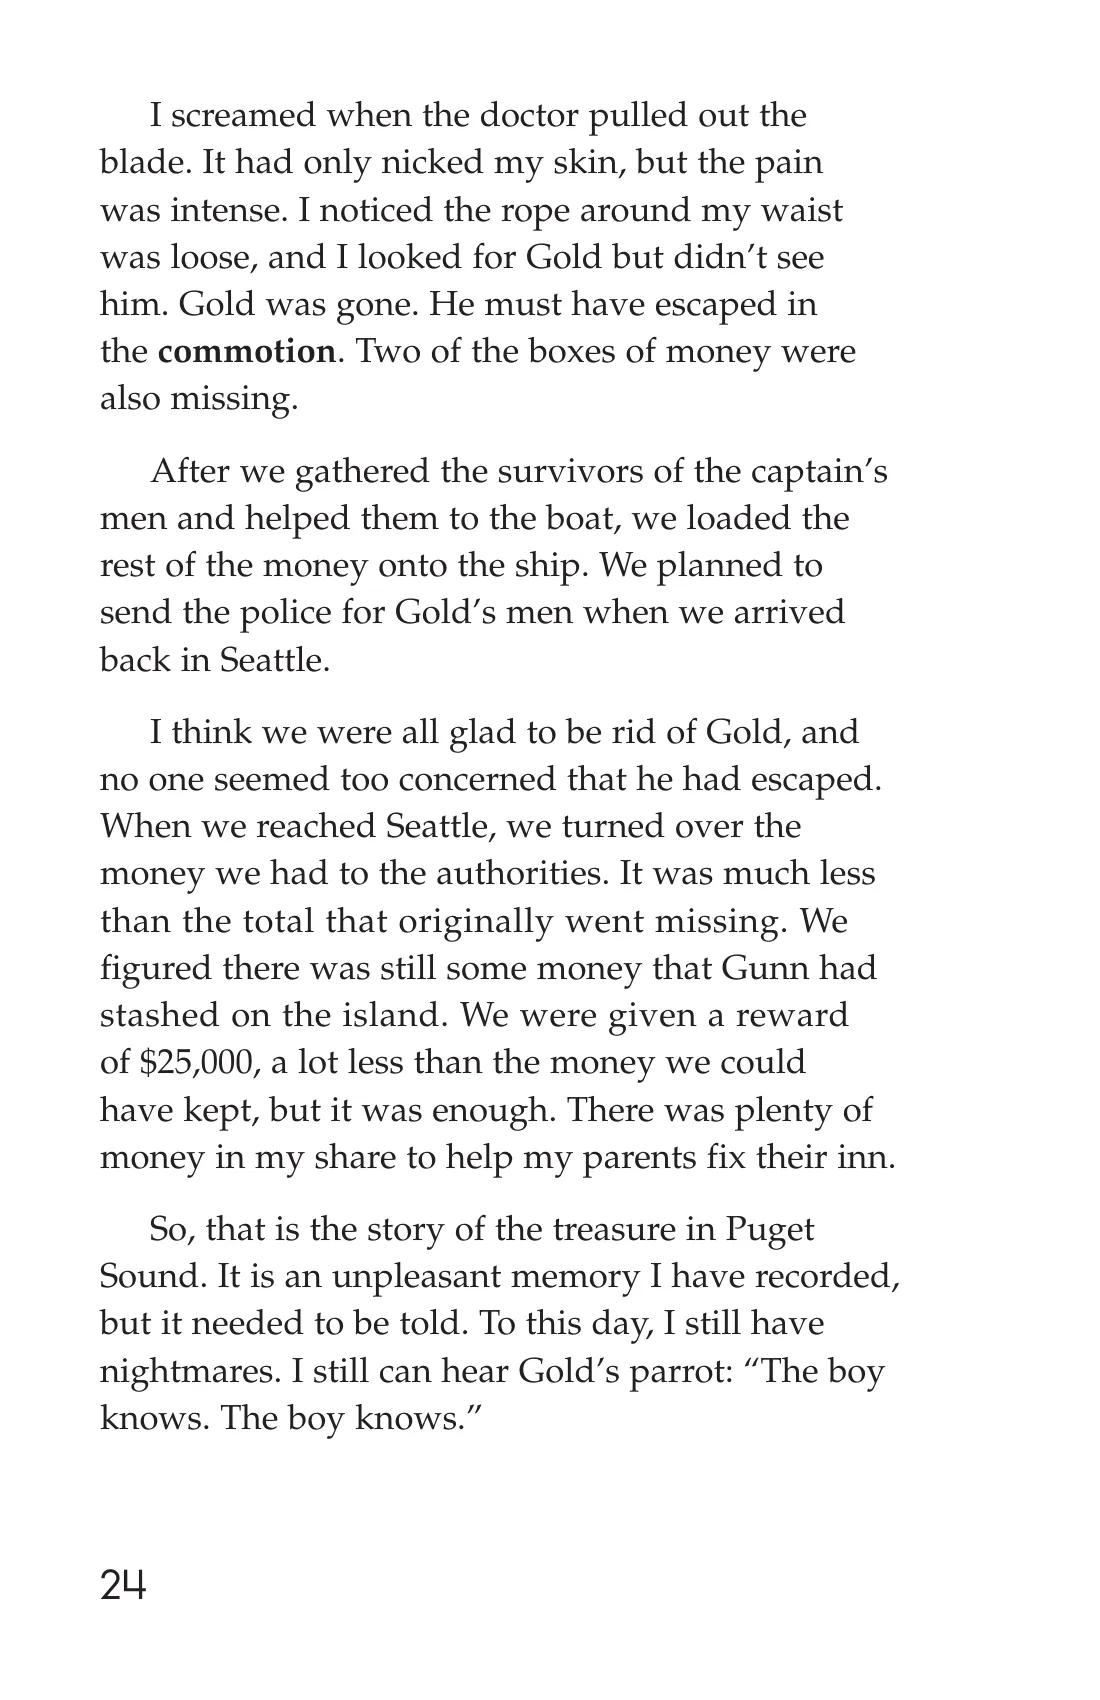 I screamed when the doctor pulled out the
blade. It had only nicked my skin, but the pain
was intense. I noticed the rope around my waist
was loose, and I looked for Gold but didn’t see
him. Gold was gone. He must have escaped in
the commotion. Two of the boxes of money were
also missing.
After we gathered the survivors of the captain’s
men and helped them to the boat, we loaded the
rest of the money onto the ship. We planned to
send the police for Gold’s men when we arrived
back in Seattle.
I think we were all glad to be rid of Gold, and
no one seemed too concerned that he had escaped.
When we reached Seattle, we turned over the
money we had to the authorities. It was much less
than the total that originally went missing. We
figured there was still some money that Gunn had
stashed on the island. We were given a reward
of $25,000, a lot less than the money we could
have kept, but it was enough. There was plenty of
money in my share to help my parents fix their inn.
So, that is the story of the treasure in Puget
Sound. It is an unpleasant memory I have recorded,
but it needed to be told. To this day, I still have
nightmares. I still can hear Gold’s parrot: “The boy
knows. The boy knows.”
24